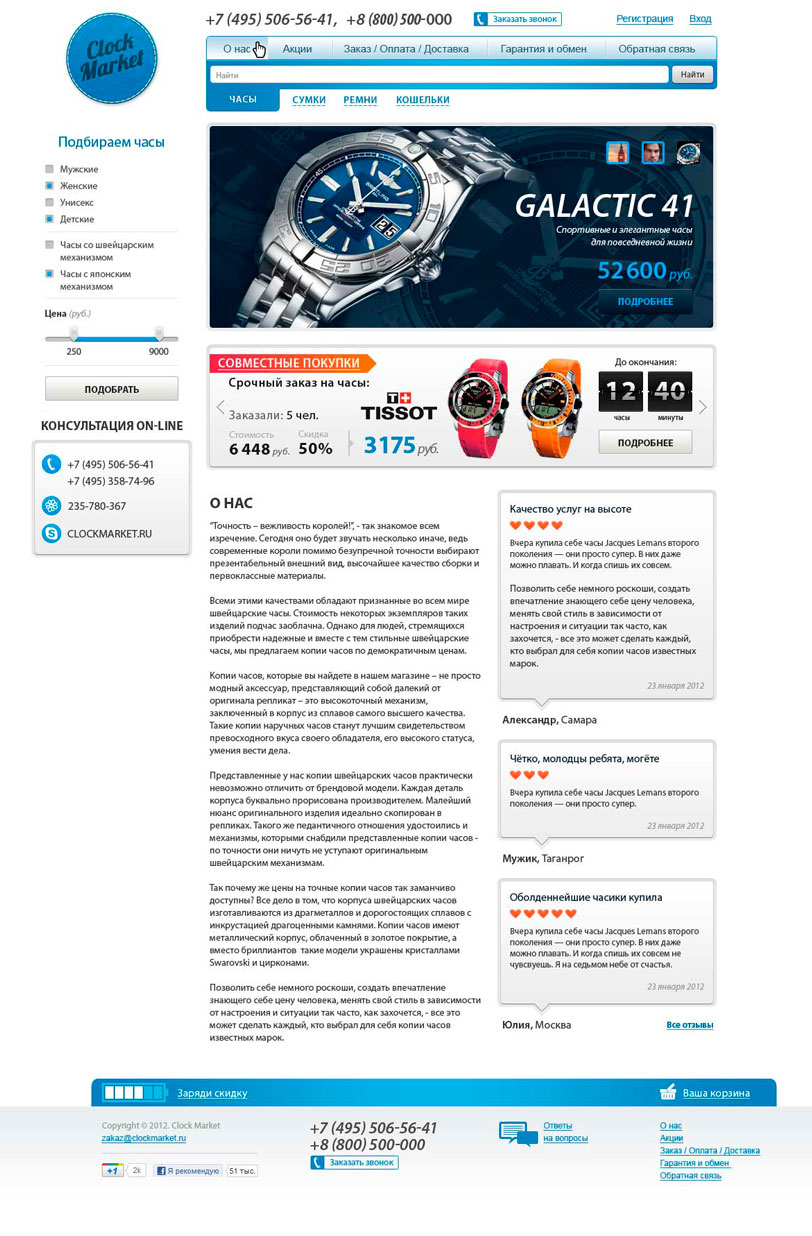 Clock
Market
+7 (495) 506-56-41, +8 (800) 500-000
Заказать звонок
Регистрация
Вход
О нас
Акции
Заказ / Оплата / Доставка
Гарантия и обмен
Обратная связь
Найти
Найти
ЧАСЫ
СУМКИ
РЕМНИ
КОШЕЛЬКИ
Подбираем часы
Мужские
Женские
Унисекс
Детские
Часы со швейцарским
механизмом
Часы с японским
механизмом
Цена (руб.)
250
9000
ПОДОБРАТЬ
КОНСУЛЬТАЦИЯ ON-LINE
+7 (495) 506-56-41
+7 (495) 358-74-96
235-780-367
CLOCKMARKET.RU
GALACTIC 41
Спортивные и элегантные часы
для повседневной жизни
52 600 руб.
ПОДРОБНЕЕ
СОВМЕСТНЫЕ ПОКУПКИ
Срочный заказ на часы:
Заказали: 5 чел.
Стоимость
Скидка
6 448 руб.
50%
TISSOT
3175 руб.
До окончания:
12
40
часы
минуты
ПОДРОБНЕЕ
О НАС
"Точность – вежливость королей!", - так знакомое всем
изречение. Сегодня оно будет звучать несколько иначе, ведь
современные короли помимо безупречной точности выбирают
презентабельный внешний вид, высочайшее качество сборки и
первоклассные материалы.
Всеми этими качествами обладают признанные во всем мире
швейцарские часы. Стоимость некоторых экземпляров таких
изделий подчас заоблачна. Однако для людей, стремящихся
приобрести надежные и вместе с тем стильные швейцарские
часы, мы предлагаем копии часов по демократичным ценам.
Копии часов, которые вы найдете в нашем магазине – не просто
модный аксессуар, представляющий собой далекий от
оригинала репликат – это высокоточный механизм,
заключенный в корпус из сплавов самого высшего качества.
Такие копии наручных часов станут лучшим свидетельством
превосходного вкуса своего обладателя, его высокого статуса,
умения вести дела.
Представленные у нас копии швейцарских часов практически
невозможно отличить от брендовой модели. Каждая деталь
корпуса буквально прорисована производителем. Малейший
нюанс оригинального изделия идеально скопирован в
репликах. Такого же педантичного отношения удостоились и
механизмы, которыми снабдили представленные копии часов -
по точности они ничуть не уступают оригинальным
швейцарским механизмам.
Так почему же цены на точные копии часов так заманчиво
доступны? Все дело в том, что корпуса швейцарских часов
изготавливаются из драгметаллов и дорогостоящих сплавов с
инкрустацией драгоценными камнями. Копии часов имеют
металлический корпус, облаченный в золотое покрытие, а
вместо бриллиантов такие модели украшены кристаллами
Swarovski и цирконами.
Позволить себе немного роскоши, создать впечатление
знающего себе цену человека, менять свой стиль в зависимости
от настроения и ситуации так часто, как захочется, - все это
может сделать каждый, кто выбрал для себя копии часов
известных марок.
Качество услуг на высоте
Вчера купила себе часы Jacques Lemans второго
поколения — они просто супер. В них даже
можно плавать. И когда спишь их совсем.
Позволить себе немного роскоши, создать
впечатление знающего себе цену человека,
менять свой стиль в зависимости от
настроения и ситуации так часто, как
захочется, - все это может сделать каждый,
кто выбрал для себя копии часов известных
марок.
23 января 2012
Александр, Самара
Чётко, молодцы ребята, могёте
Вчера купила себе часы Jacques Lemans второго
поколения — они просто супер.
23 января 2012
Мужик, Таганрог
Оболденнейшие часики купила
Вчера купила себе часы Jacques Lemans второго
поколения — они просто супер. В них даже
можно плавать. И когда спишь их совсем не
чувсвуешь. Я на седьмом небе от счастья.
23 января 2012
Юлия, Москва
Все отзывы
Заряди скидку
Ваша корзина
Copyright © 2012. Clock Market
zakaz@clockmarket.ru
+1
2k
Я рекомендую
51 тыс.
+7 (495) 506-56-41
+8 (800) 500-000
Заказать звонок
Ответы
на вопросы
О нас
Акции
Заказ / Оплата / Доставка
Гарантия и обмен
Обратная связь